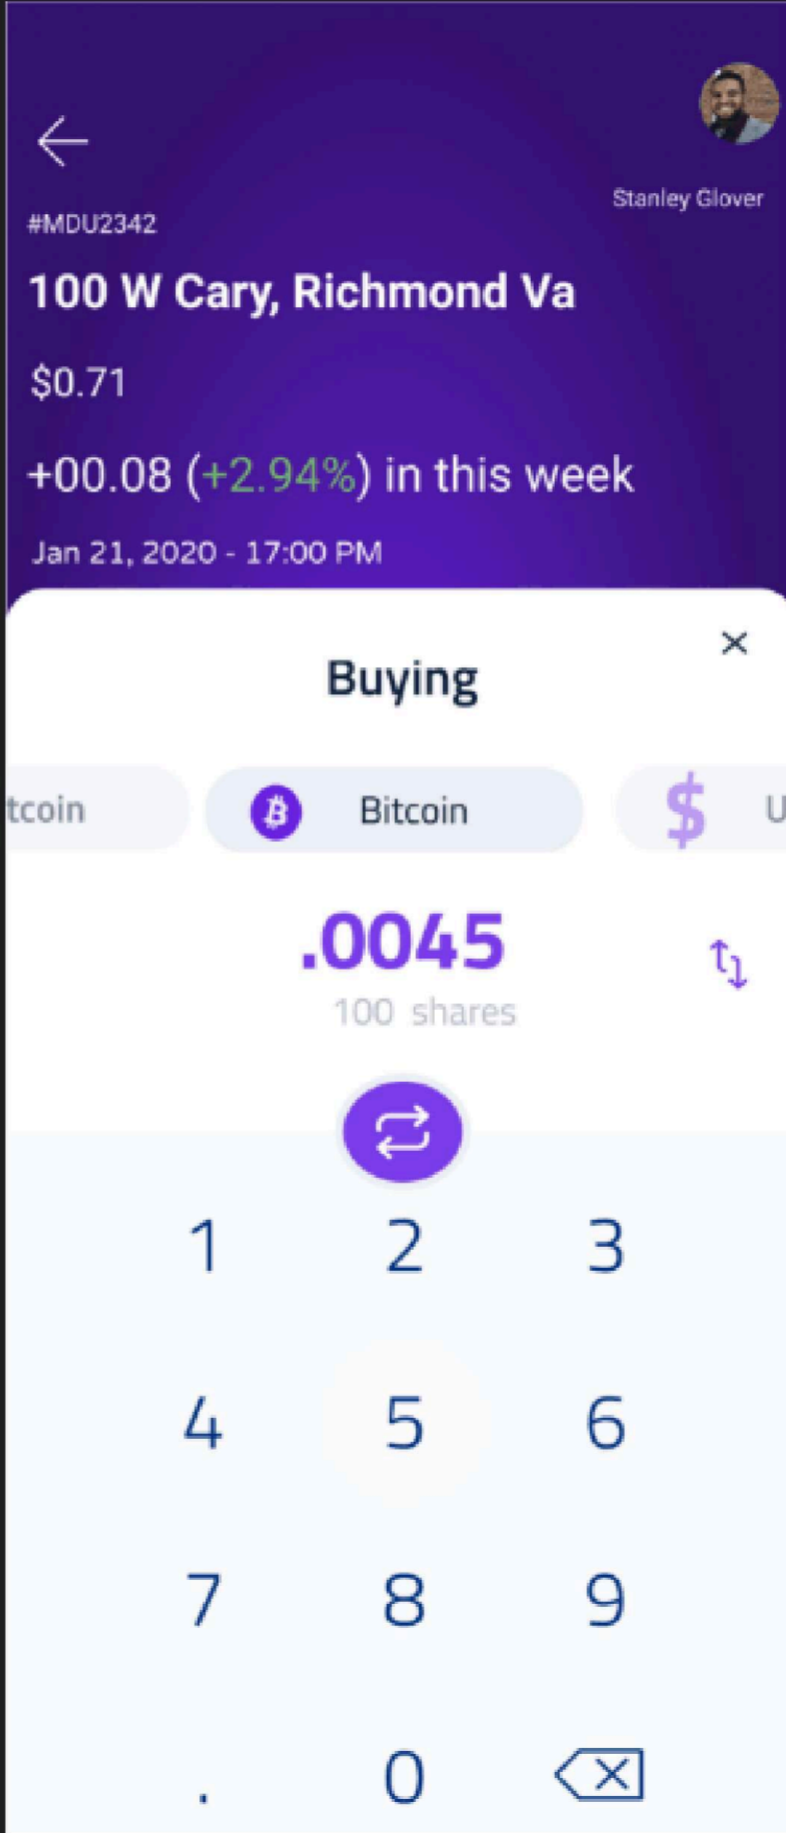 Stanley Glover
#MDU2342
100 W Cary, Richmond Va
$0.71
+00.08 (+2.94%) in this week
Jan 21, 2020 - 17:00 PM
Buying
tcoin
Bitcoin
$ U
.0045
100 shares
1 2 3
4 5 6
7 8 9
. 0